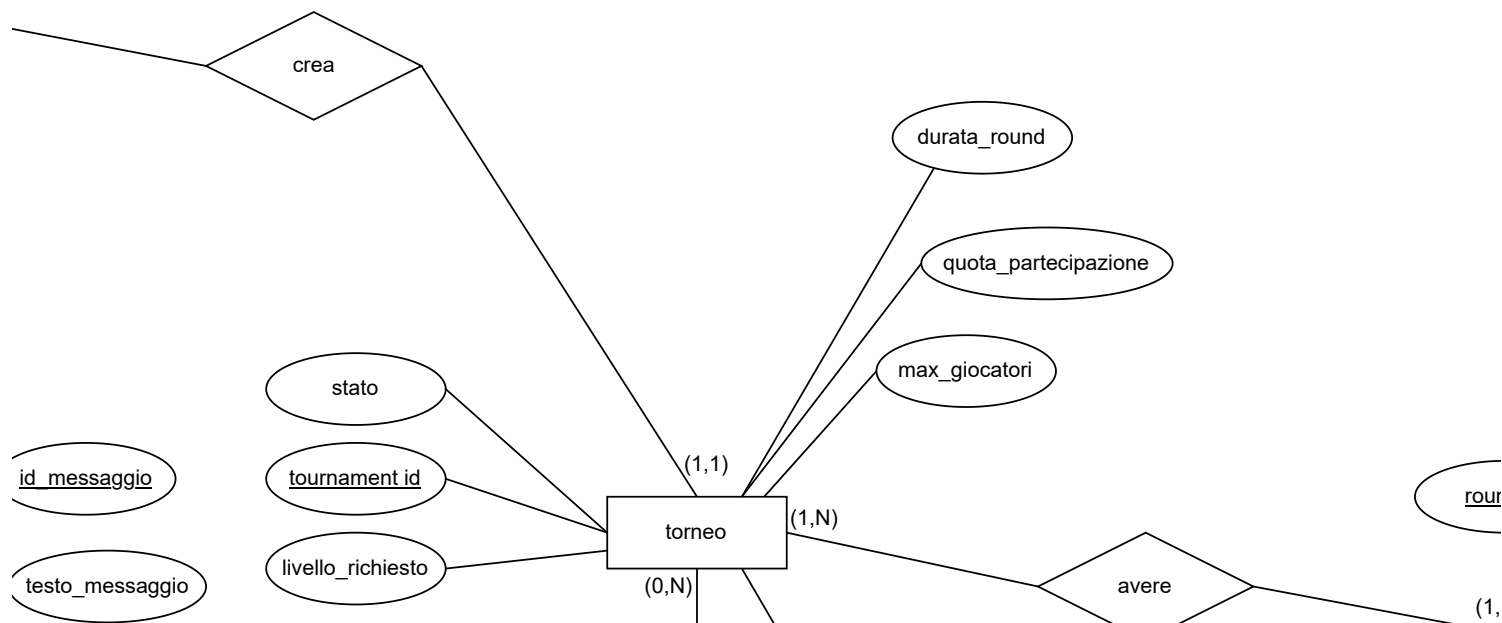 crea
durata_round
quota_partecipazione
max_giocatori
stato
(1,1)
id_messaggio
tournament id
torneo
(1,N)
livello_richiesto
testo_messaggio
(0,N)
avere